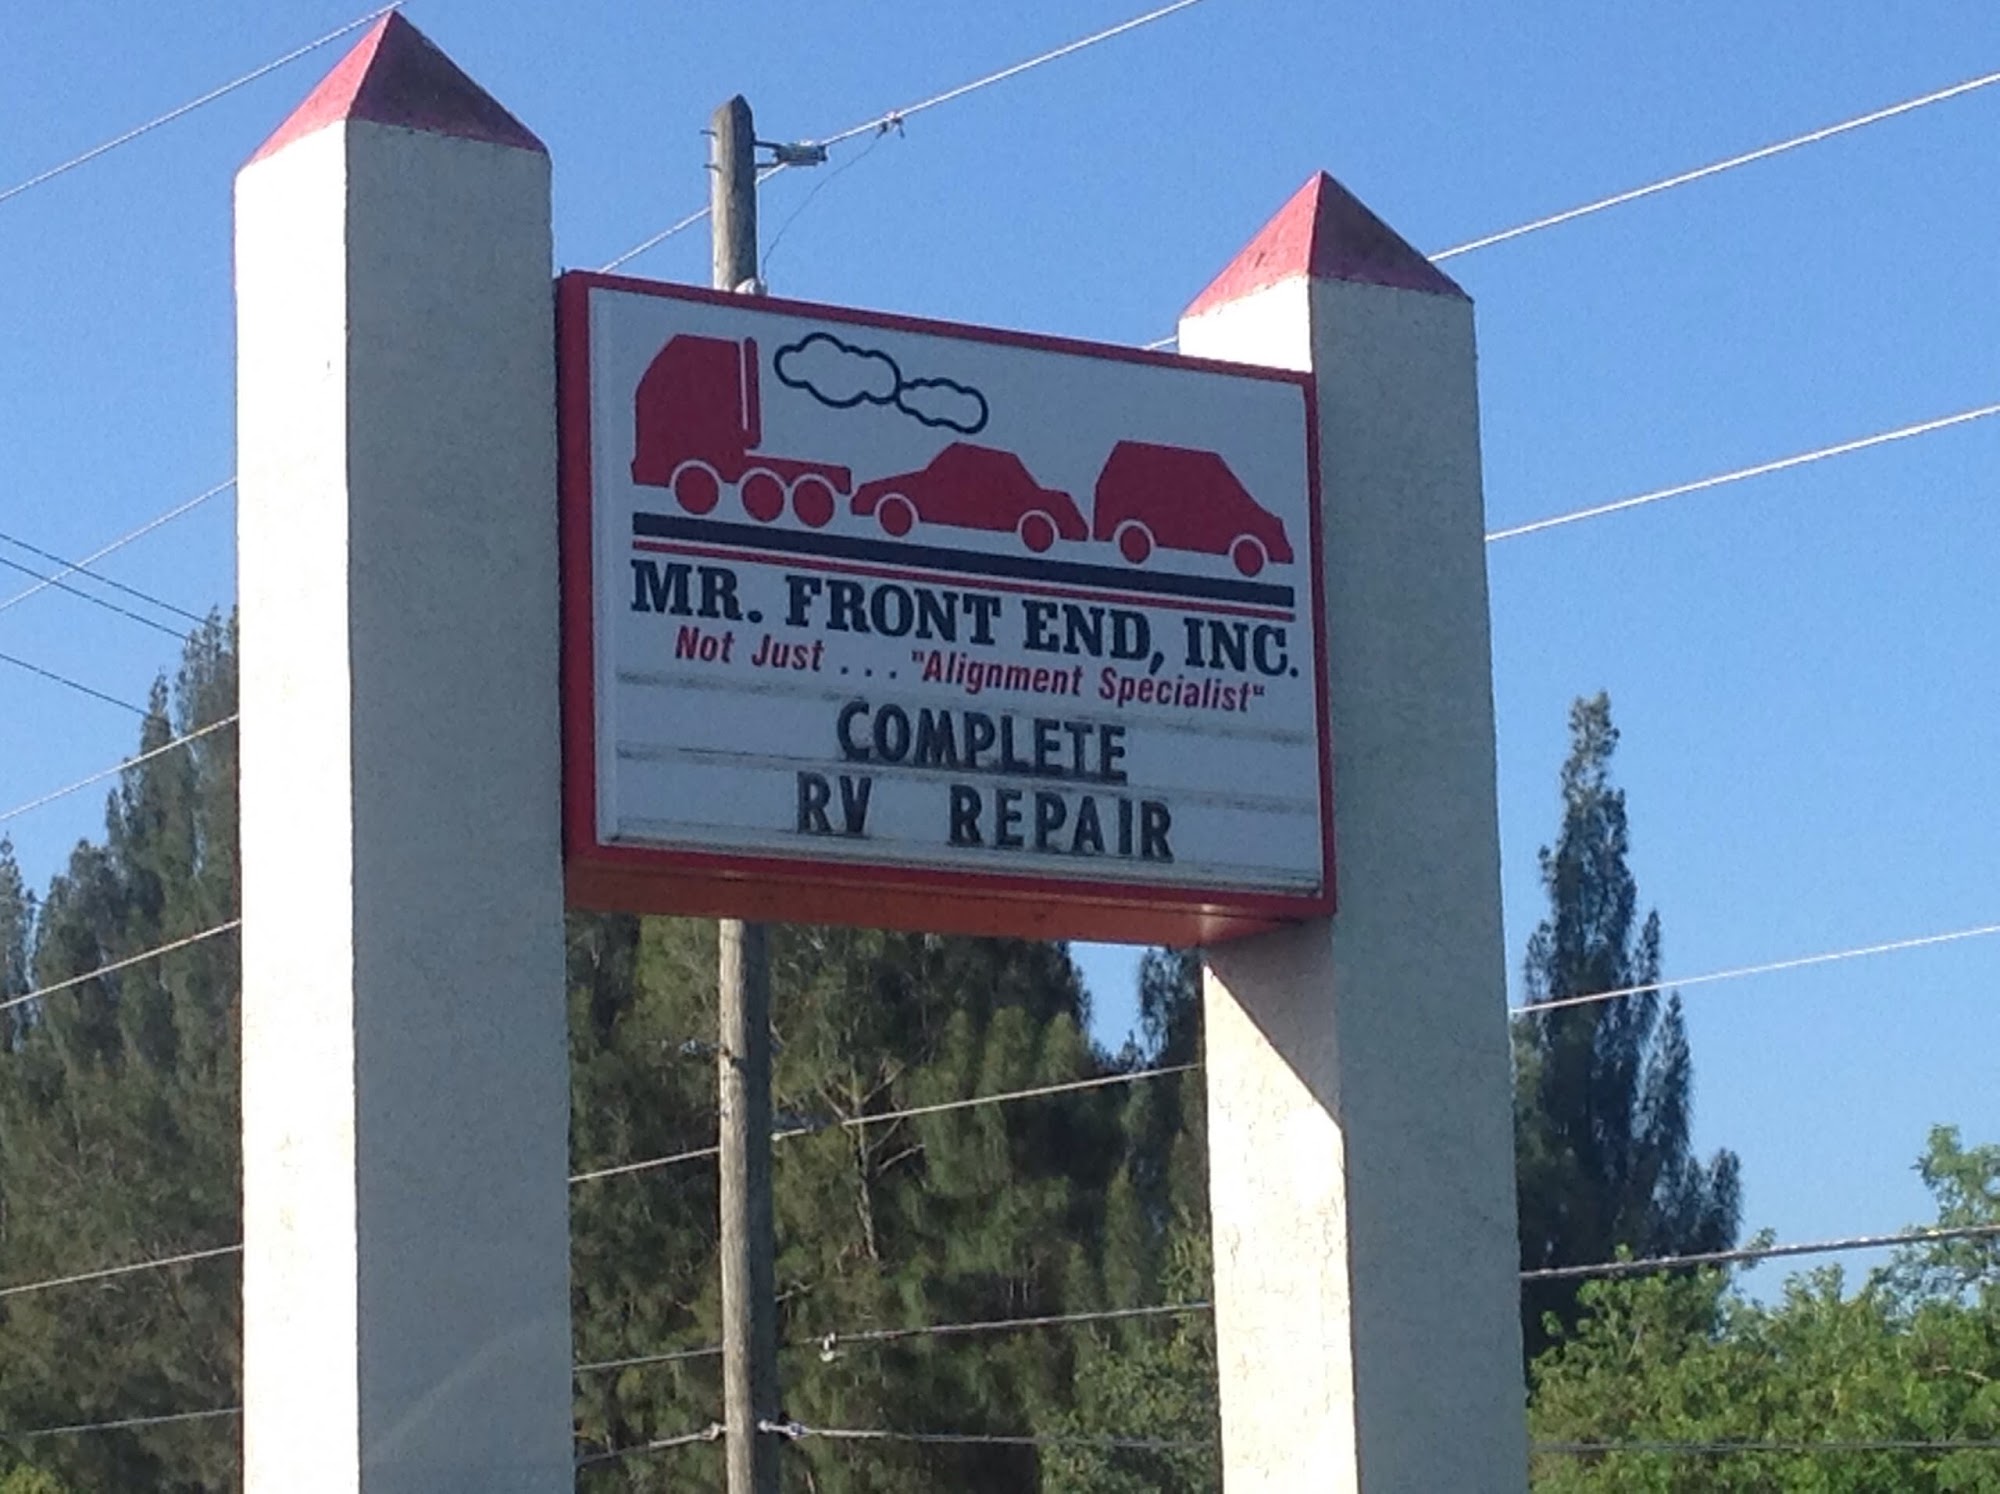 MR. FRONT END, INC.
Not Just . . . "Alignment Specialist"
COMPLETE
RV REPAIR